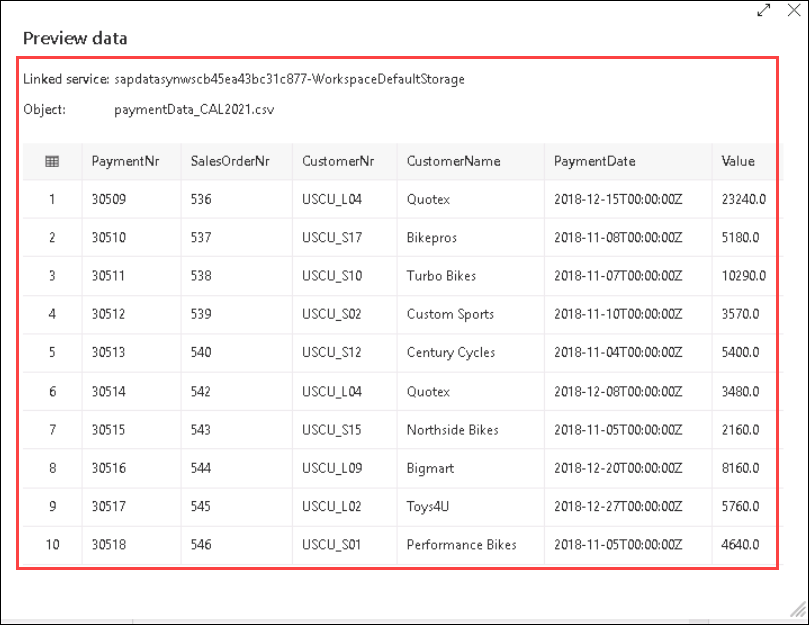 Preview data
Linked service: sapdatasynwscb45ea43bc31c877-WorkspaceDefaultStorage
Object: paymentData_CAL2021.csv
PaymentNr SalesOrderNr CustomerNr CustomerName PaymentDate Value
1 30509 536 USCU_L04 Quotex 2018-12-15T00:00:00Z 23240.0
2 30510 537 USCU_S17 Bikepros 2018-11-08T00:00:00Z 5180.0
3 30511 538 USCU_S10 Turbo Bikes 2018-11-07T00:00:00Z 10290.0
4 30512 539 USCU_S02 Custom Sports 2018-11-10T00:00:00Z 3570.0
5 30513 540 USCU_S12 Century Cycles 2018-11-04T00:00:00Z 5400.0
6 30514 542 USCU_L04 Quotex 2018-12-08T00:00:00Z 3480.0
7 30515 543 USCU_S15 Northside Bikes 2018-11-05T00:00:00Z 2160.0
8 30516 544 USCU_L09 Bigmart 2018-12-20T00:00:00Z 8160.0
9 30517 545 USCU_L02 Toys4U 2018-12-27T00:00:00Z 5760.0
10 30518 546 USCU_S01 Performance Bikes 2018-11-05T00:00:00Z 4640.0